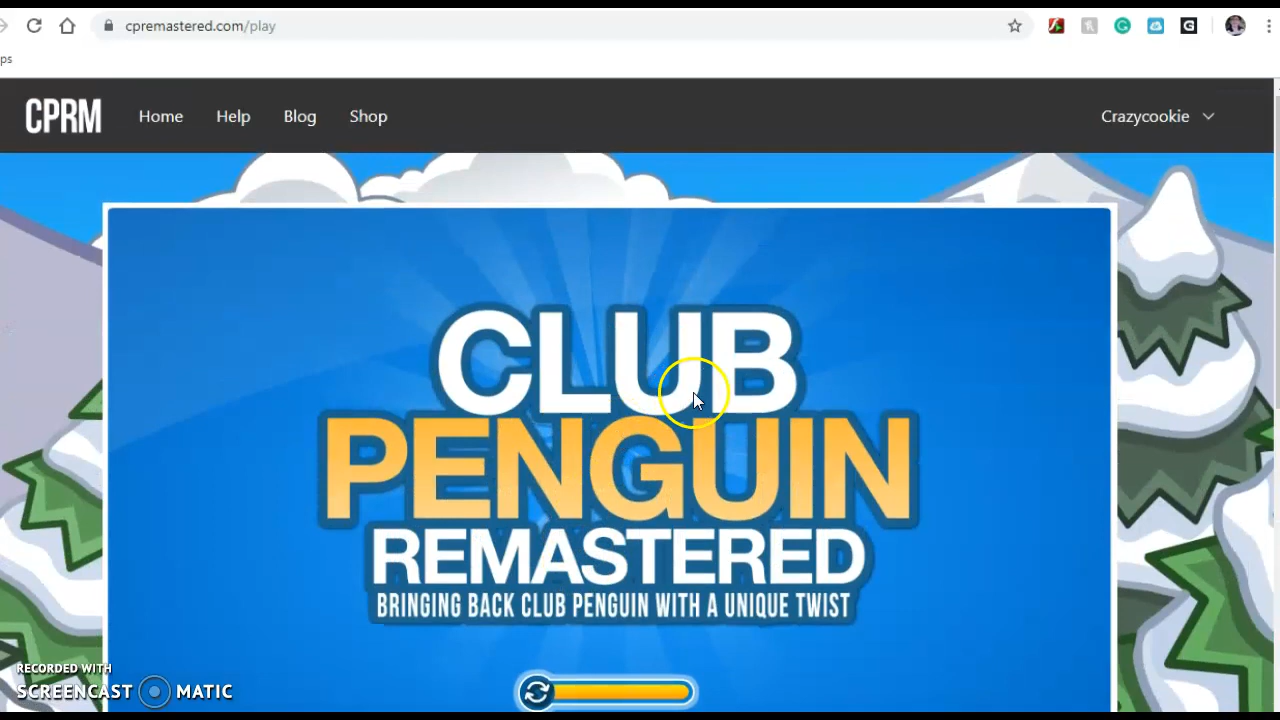 cpremastered.com/play
G
ps
CPRM Home Help Blog Shop Crazycookie
CLUB
PENGUIN
REMASTERED
BRINGING BACK CLUB PENGUIN WITH A UNIQUE TWIST
RECORDED WITH
SCREENCAST MATIC